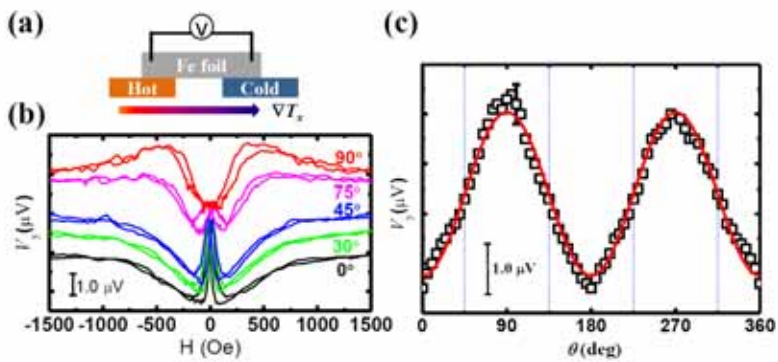 (a)
V
Fe foil
Hot
Cold
∇Tx
(b)
Vy(μV)
90°
75°
45°
30°
0°
1.0 μV
-1500 -1000 -500 0 500 1000 1500
H (Oe)
(c)
Vy(μV)
1.0 μV
0 90 180 270 360
θ(deg)